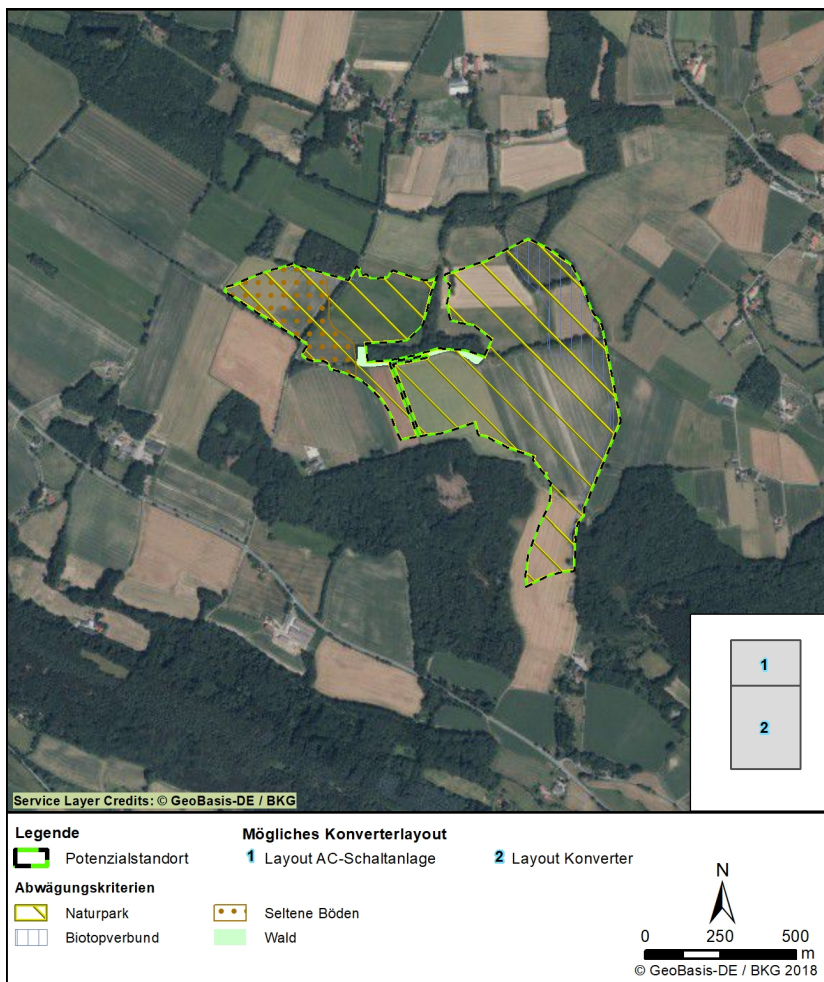 1
2
Service Layer Credits: © GeoBasis-DE / BKG
Legende
Potenzialstandort
Mögliches Konverterlayout
1 Layout AC-Schaltanlage
2 Layout Konverter
Abwägungskriterien
Naturpark
Seltene Böden
Biotopverbund
Wald
N
0 250 500
m
© GeoBasis-DE / BKG 2018